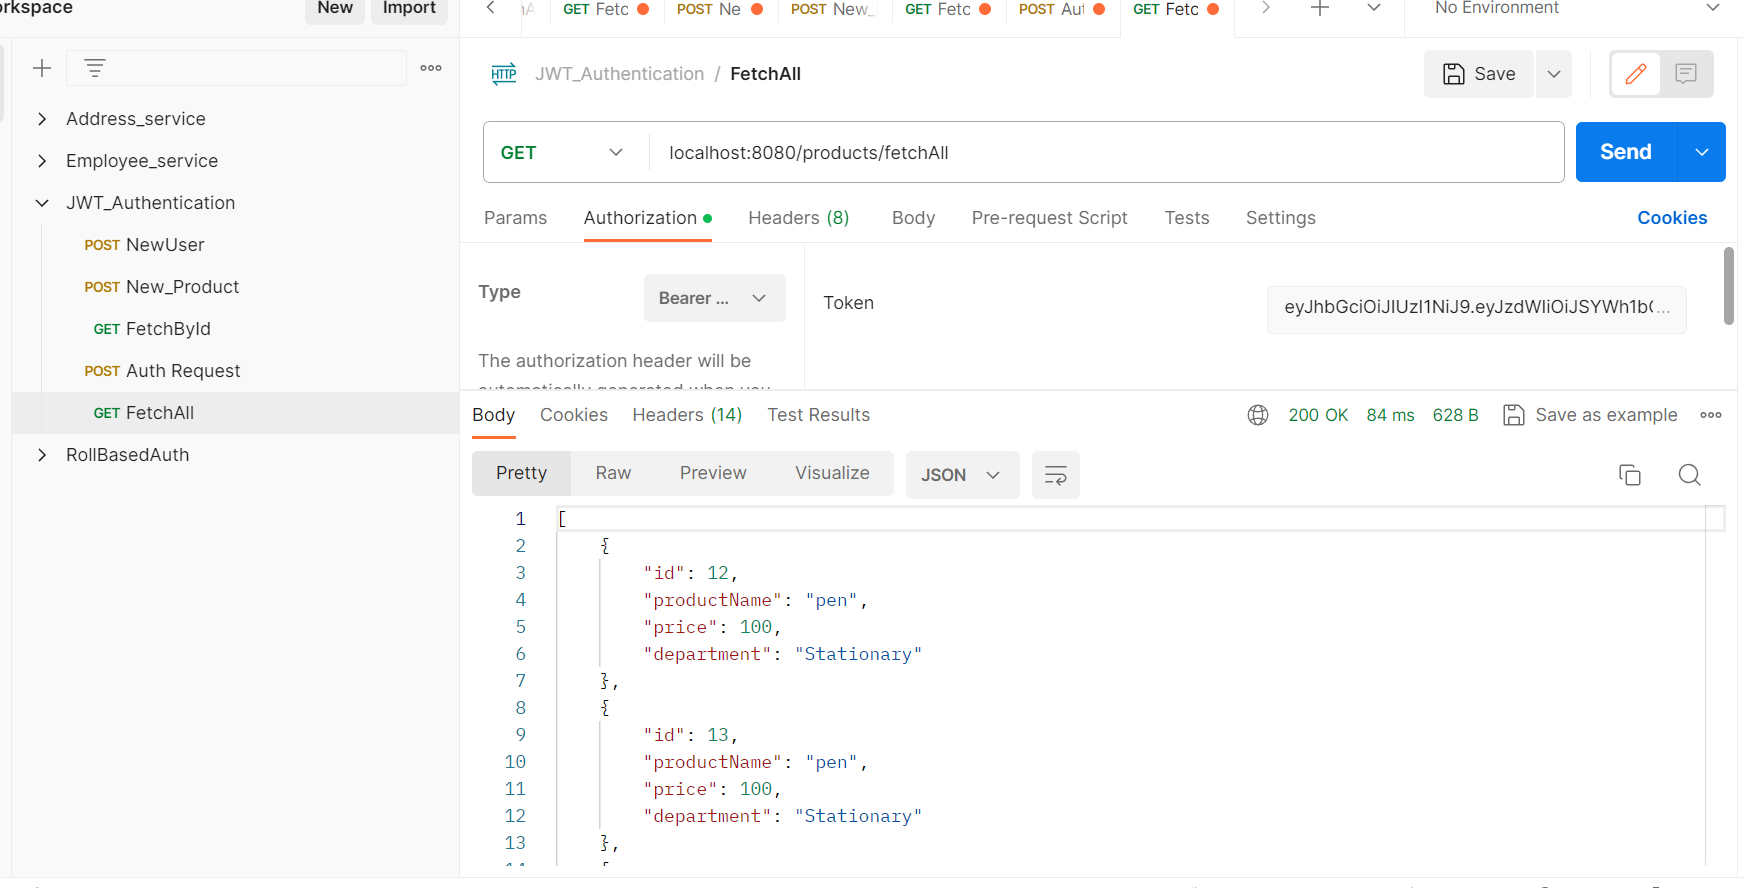 orkspace New Import
GET Fetc POST Ne POST New_ GET Fetc POST Aut GET Fetc No Environment
HTTP JWT_Authentication / FetchAll Save
Address_service
Employee_service
JWT_Authentication
POST NewUser
POST New_Product
GET FetchById
POST Auth Request
GET FetchAll
RollBasedAuth
GET localhost:8080/products/fetchAll Send
Params Authorization Headers (8) Body Pre-request Script Tests Settings Cookies
Type Bearer ... Token eyJhbGciOiJIUzI1NiJ9.eyJzdWIiOiJSYWh1b...
The authorization header will be
automatically generated when you
Body Cookies Headers (14) Test Results 200 OK 84 ms 628 B Save as example
Pretty Raw Preview Visualize JSON
1 [
2 {
3 "id": 12,
4 "productName": "pen",
5 "price": 100,
6 "department": "Stationary"
7 },
8 {
9 "id": 13,
10 "productName": "pen",
11 "price": 100,
12 "department": "Stationary"
13 },